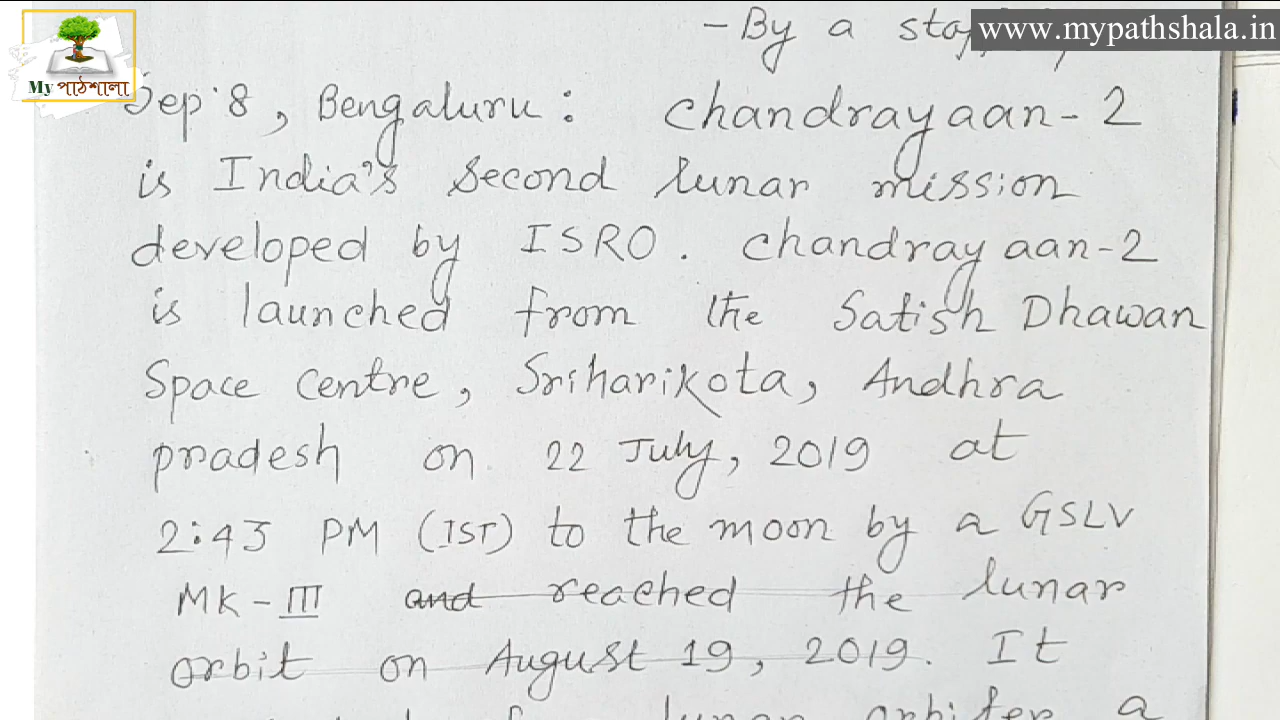 www.mypathshala.in
My পাঠশালা
- By a
Sep 8, Bengaluru: Chandrayaan-2
is India's second lunar mission
developed by ISRO. Chandrayaan-2
is launched from the Satish Dhawan
Space Centre, Sriharikota, Andhra
pradesh on 22 July, 2019 at
2:43 PM (IST) to the moon by a GSLV
MK-III and reached the lunar
orbit on August 19, 2019. It
lunar orbiter a